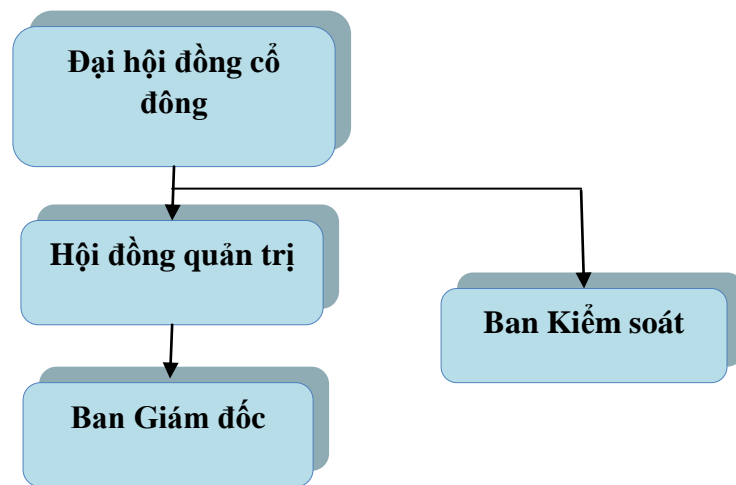 Đại hội đồng cổ
đông
Hội đồng quản trị
Ban Kiểm soát
Ban Giám đốc